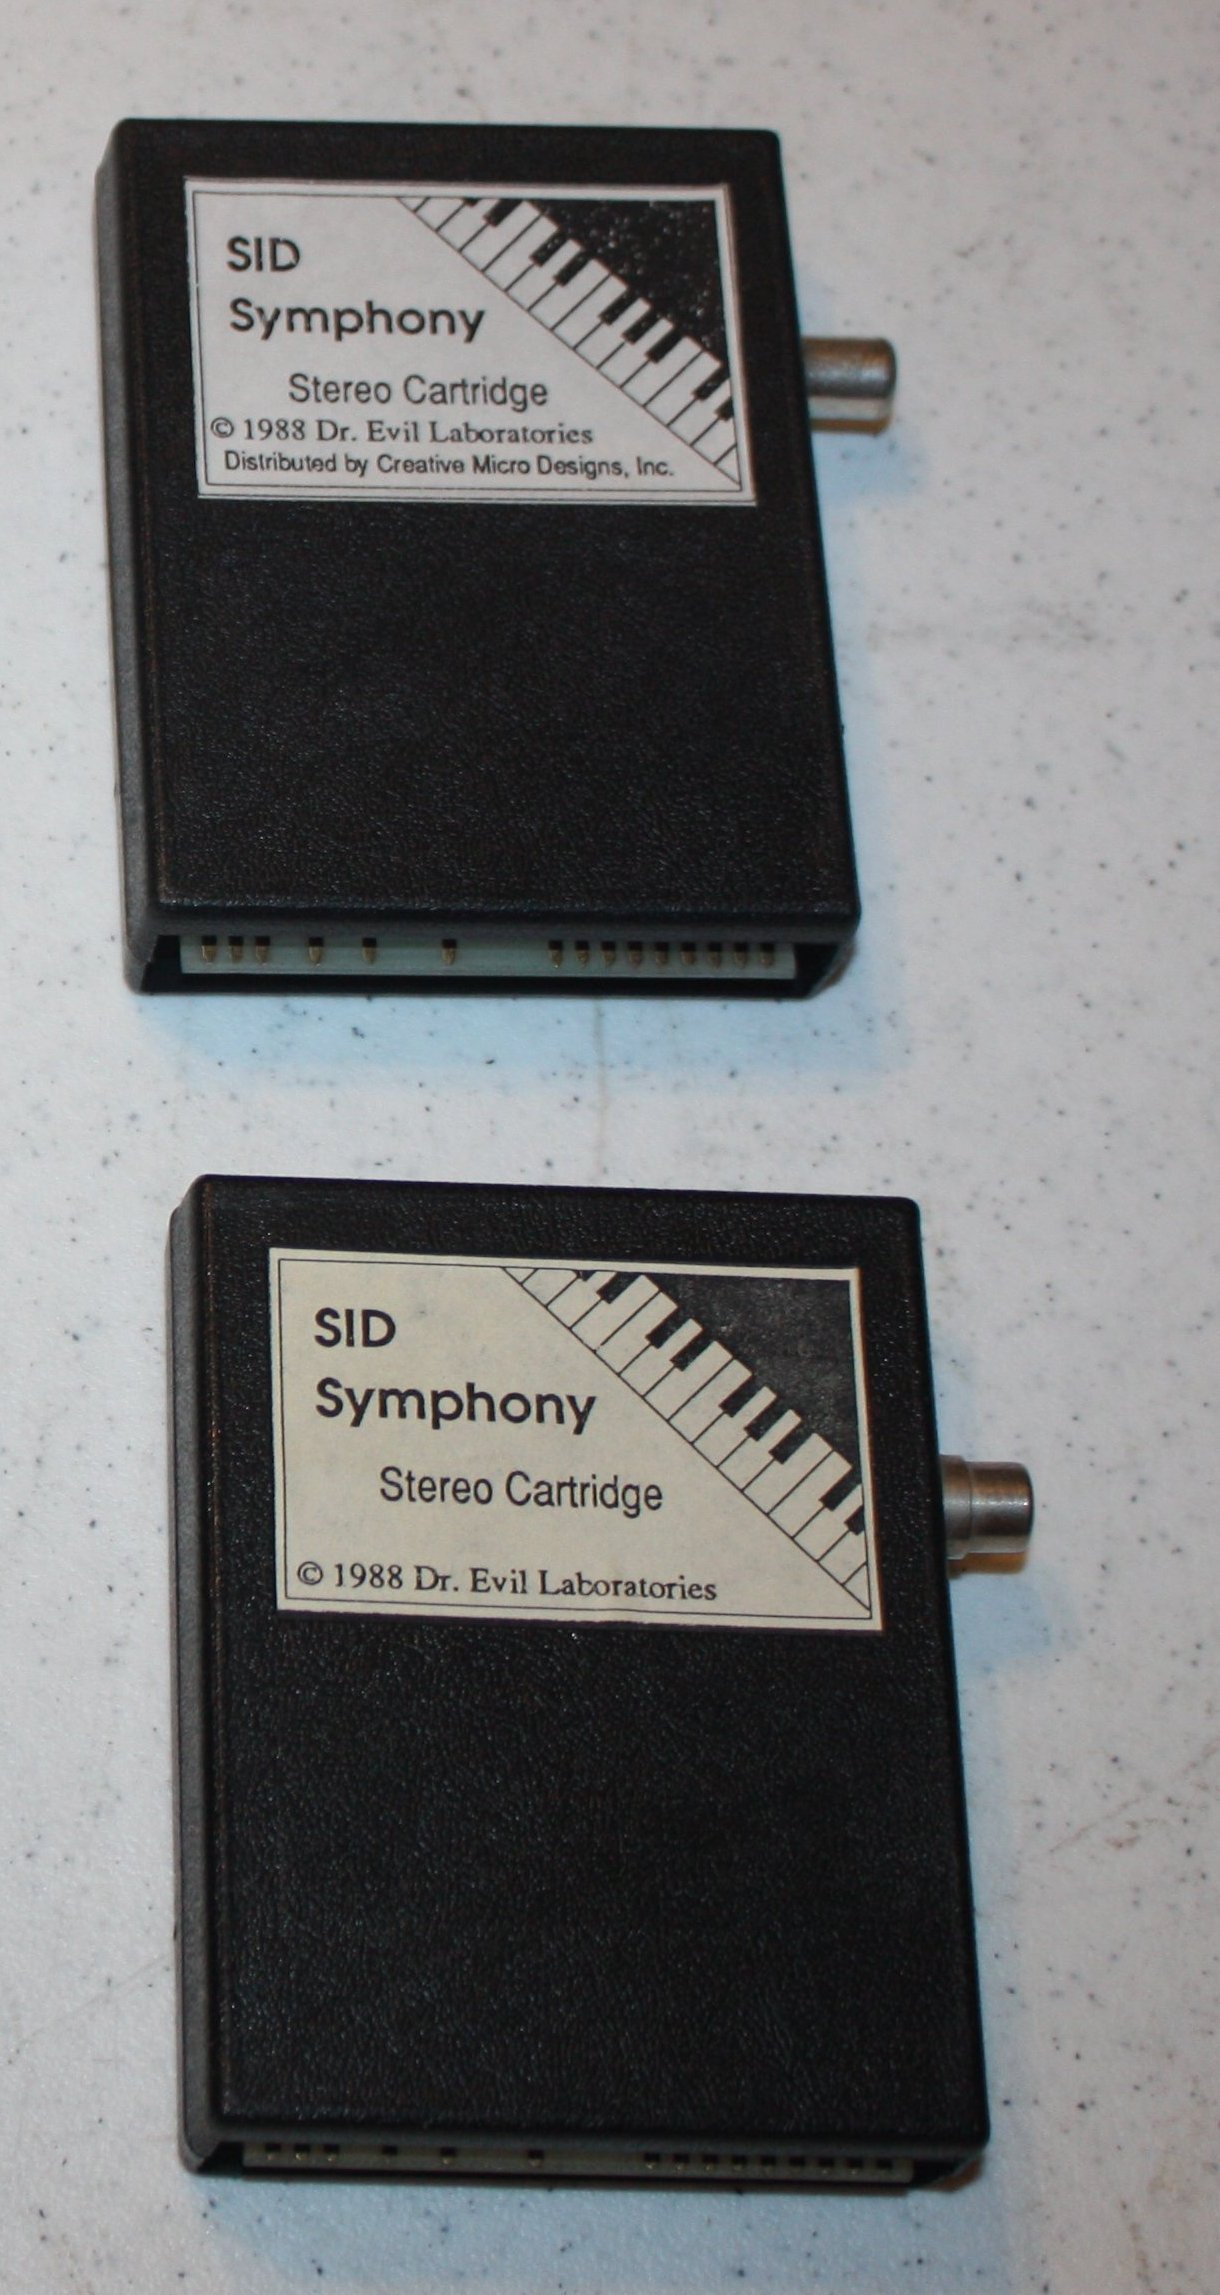 SID
Symphony
Stereo Cartridge
© 1988 Dr. Evil Laboratories
Distributed by Creative Micro Designs, Inc.
SID
Symphony
Stereo Cartridge
© 1988 Dr. Evil Laboratories